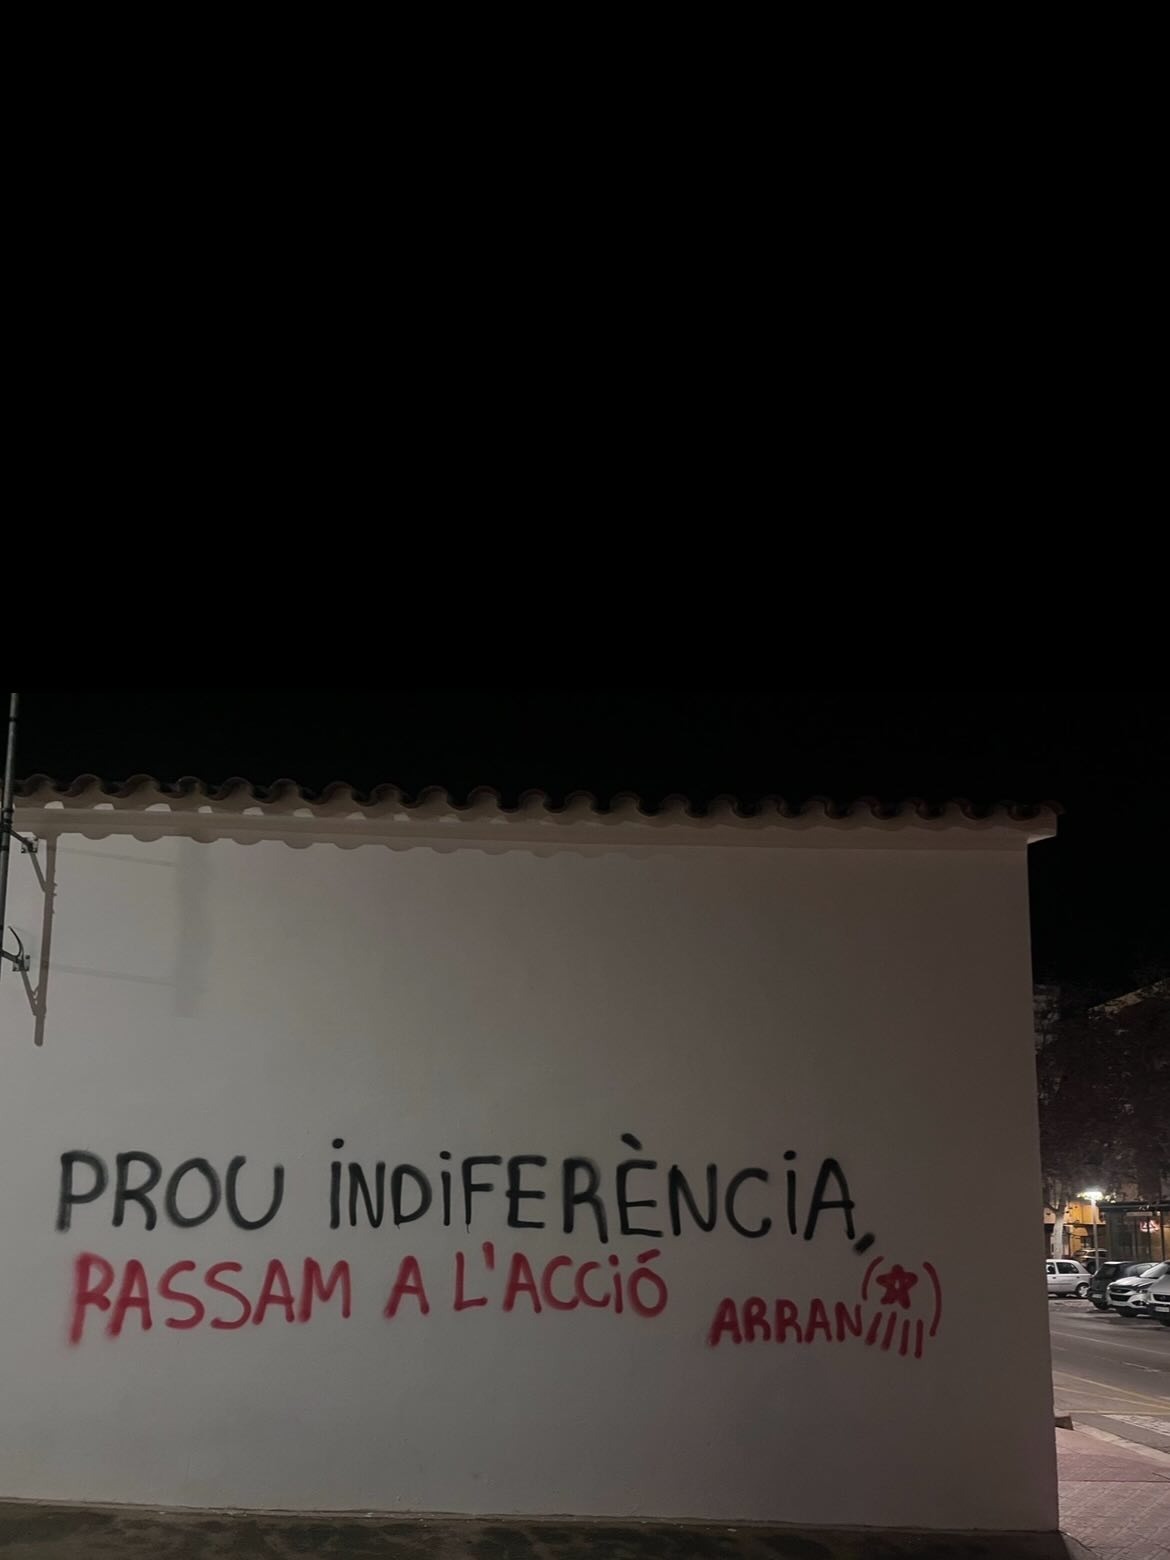 PROU INDIFERÈNCIA,
PASSAM A L'ACCIÓ
ARRAN